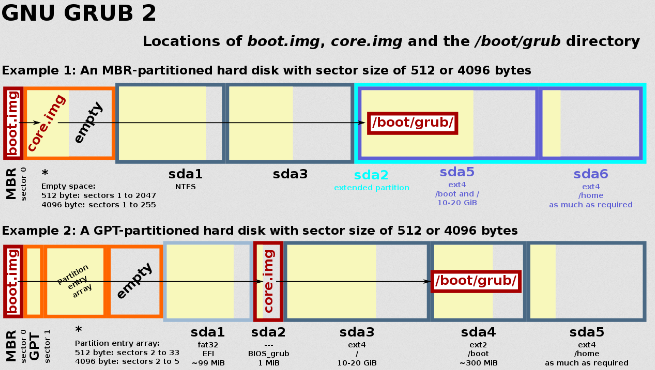 GNU GRUB 2
Locations of boot.img, core.img and the /boot/grub directory
Example 1: An MBR-partitioned hard disk with sector size of 512 or 4096 bytes
boot.img
core.img
empty
/boot/grub/
MBR
sector 0
*
Empty space:
512 byte: sectors 1 to 2047
4096 byte: sectors 1 to 255
sda1
NTFS
sda3
sda2
extended partition
sda5
ext4
/boot and /
10-20 GiB
sda6
ext4
/home
as much as required
Example 2: A GPT-partitioned hard disk with sector size of 512 or 4096 bytes
boot.img
Partition
entry
array
empty
core.img
/boot/grub/
MBR
sector 0
GPT
sector 1
*
Partition entry array:
512 byte: sectors 2 to 33
4096 byte: sectors 2 to 5
sda1
fat32
EFI
~99 MiB
sda2
---
BIOS_grub
1 MiB
sda3
ext4
/
10-20 GiB
sda4
ext2
/boot
~300 MiB
sda5
ext4
/home
as much as required